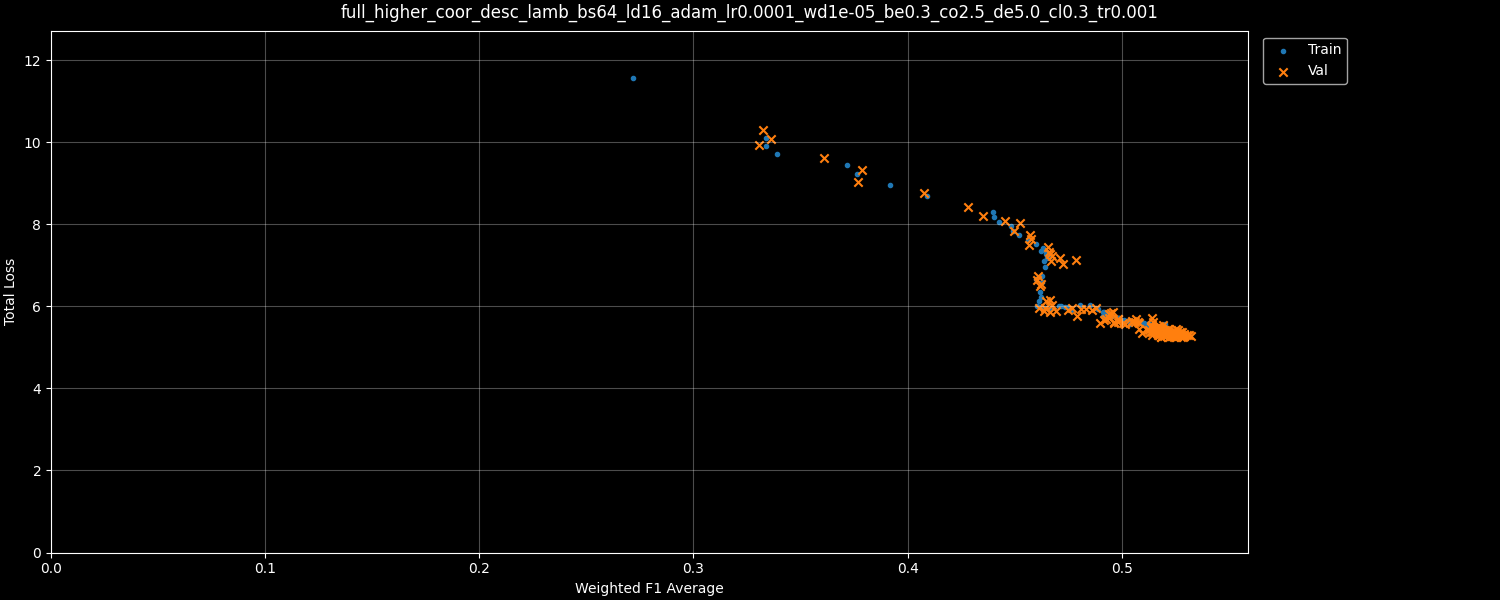 full_higher_coor_desc_lamb_bs64_ld16_adam_lr0.0001_wd1e-05_be0.3_co2.5_de5.0_cl0.3_tr0.001
Train
Val
12
10
8
6
4
2
0
Total Loss
0.0 0.1 0.2 0.3 0.4 0.5
Weighted F1 Average